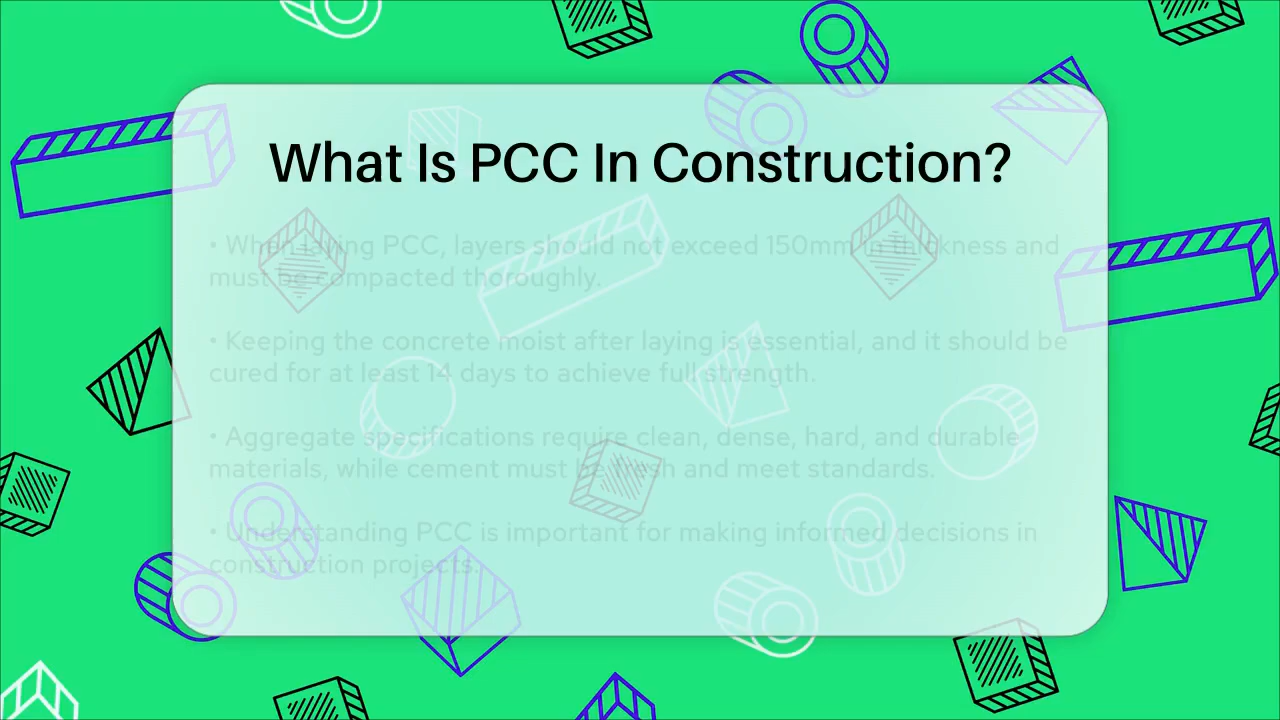 What Is PCC In Construction?
• When laying PCC, layers should not exceed 150mm in thickness and
must be compacted thoroughly.
• Keeping the concrete moist after laying is essential, and it should be
cured for at least 14 days to achieve full strength.
• Aggregate specifications require clean, dense, hard, and durable
materials, while cement must be fresh and meet standards.
• Understanding PCC is important for making informed decisions in
construction projects.